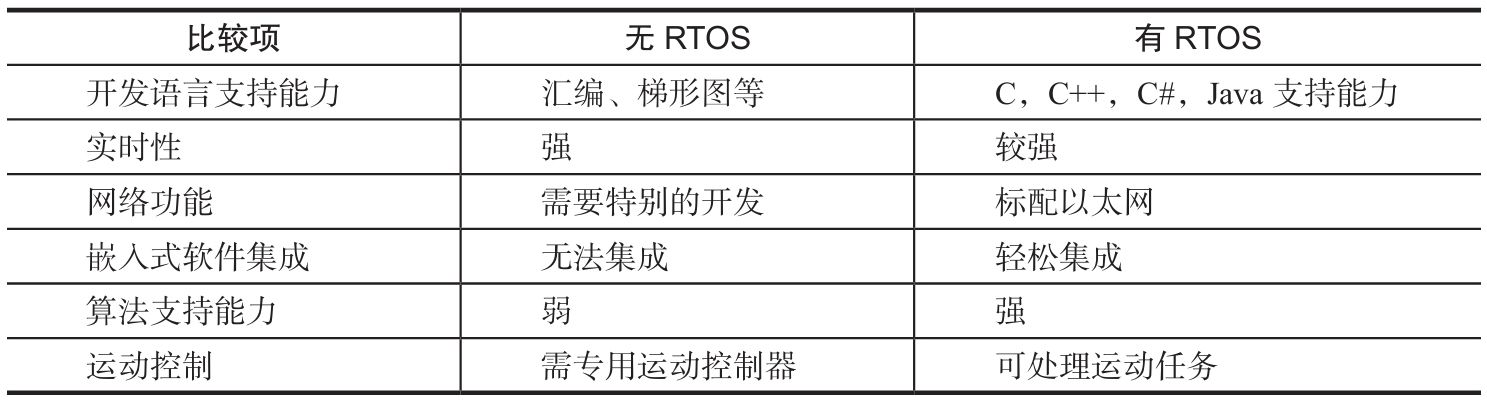 比较项 无 RTOS 有 RTOS
开发语言支持能力 汇编、梯形图等 C，C++，C#，Java 支持能力
实时性 强 较强
网络功能 需要特别的开发 标配以太网
嵌入式软件集成 无法集成 轻松集成
算法支持能力 弱 强
运动控制 需专用运动控制器 可处理运动任务